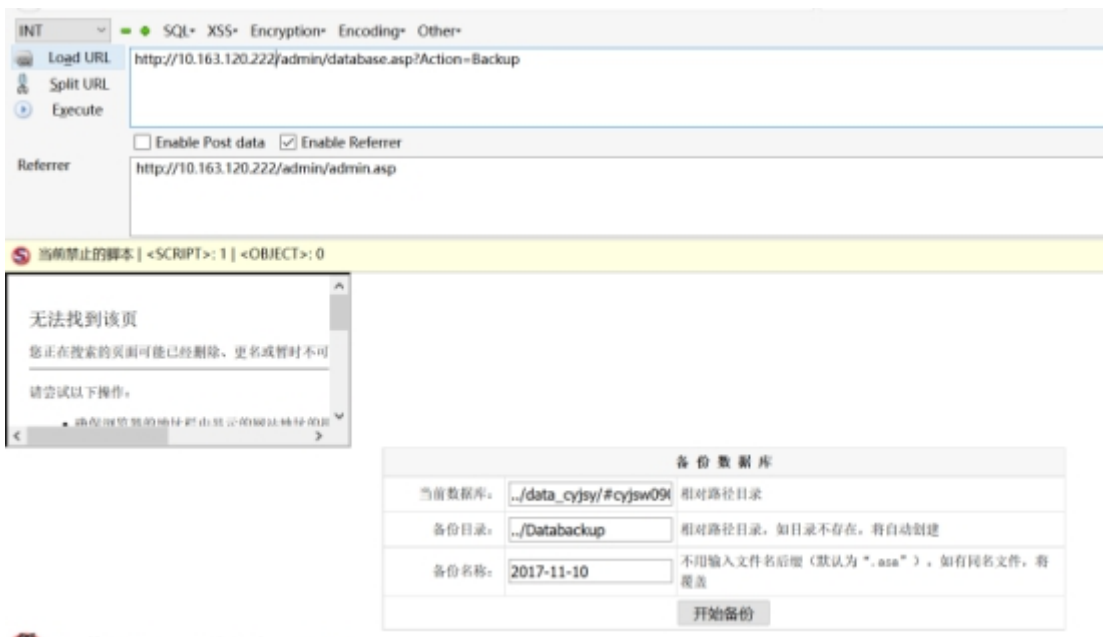 INT SQL- XSS- Encryption- Encoding- Other-
Load URL http://10.163.120.222/admin/database.asp?Action=Backup
Split URL
Execute
Enable Post data Enable Referrer
Referrer http://10.163.120.222/admin/admin.asp
当前禁止的脚本 | <SCRIPT>: 1 | <OBJECT>: 0
无法找到该页
您正在搜索的页面可能已经删除、更名或暂时不可
请尝试以下操作:
备 份 数 据 库
当前数据库: ../data_cyjsy/#cyjsw090 相对路径目录
备份目录: ../Databackup 相对路径目录,如目录不存在,将自动创建
备份名称: 2017-11-10 不用输入文件名后缀(默认为“.asa”),如有同名文件,将
覆盖
开始备份